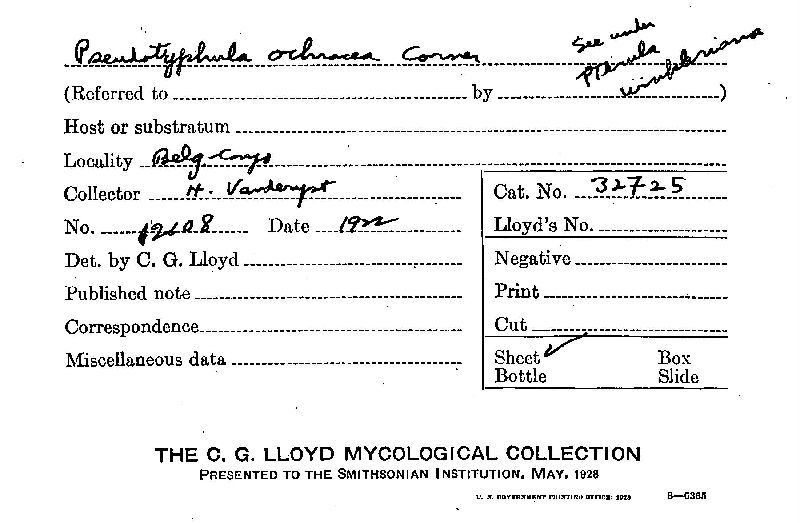 Pseudotyphula ochracea Corner
See under
Pterula
winkleriana
(Referred to by )
Host or substratum
Locality Belg-Congo
Collector H. Vanderyst
No. 12108 Date 1922
Det. by C. G. Lloyd
Published note
Correspondence
Miscellaneous data
Cat. No. 32725
Lloyd's No.
Negative
Print
Cut
Sheet ✓ Box
Bottle Slide
THE C. G. LLOYD MYCOLOGICAL COLLECTION
PRESENTED TO THE SMITHSONIAN INSTITUTION, MAY, 1928
U. S. GOVERNMENT PRINTING OFFICE: 1929 8—6365